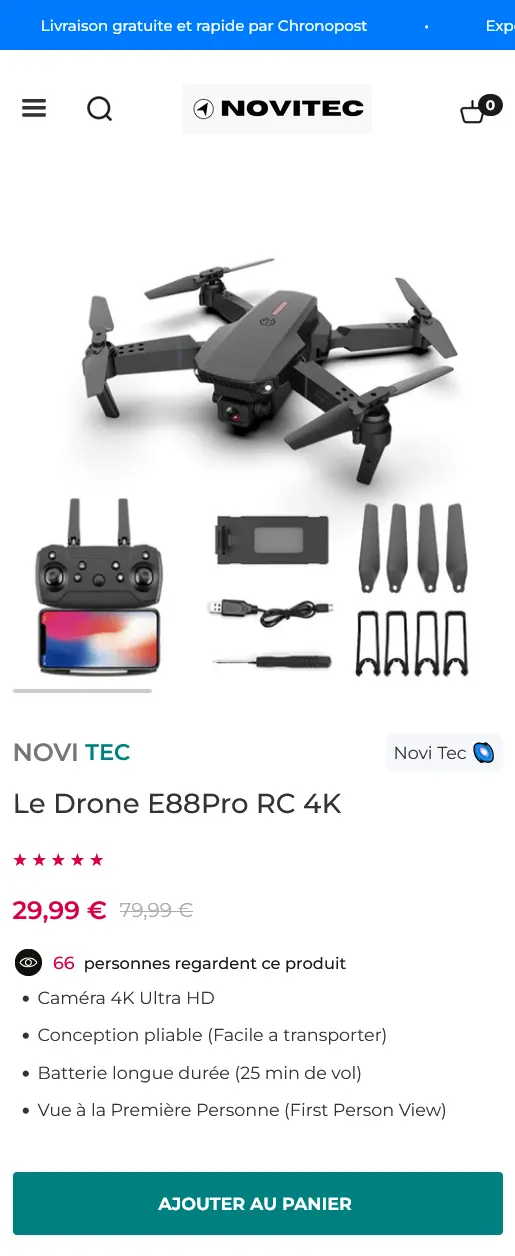 Livraison gratuite et rapide par Chronopost • Exp
NOVITEC
0
NOVI TEC
Novi Tec
Le Drone E88Pro RC 4K
★ ★ ★ ★ ★
29,99 € 79,99 €
66 personnes regardent ce produit
• Caméra 4K Ultra HD
• Conception pliable (Facile a transporter)
• Batterie longue durée (25 min de vol)
• Vue à la Première Personne (First Person View)
AJOUTER AU PANIER